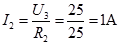 I₂ = U₃/R₂ = 25/25 = 1A